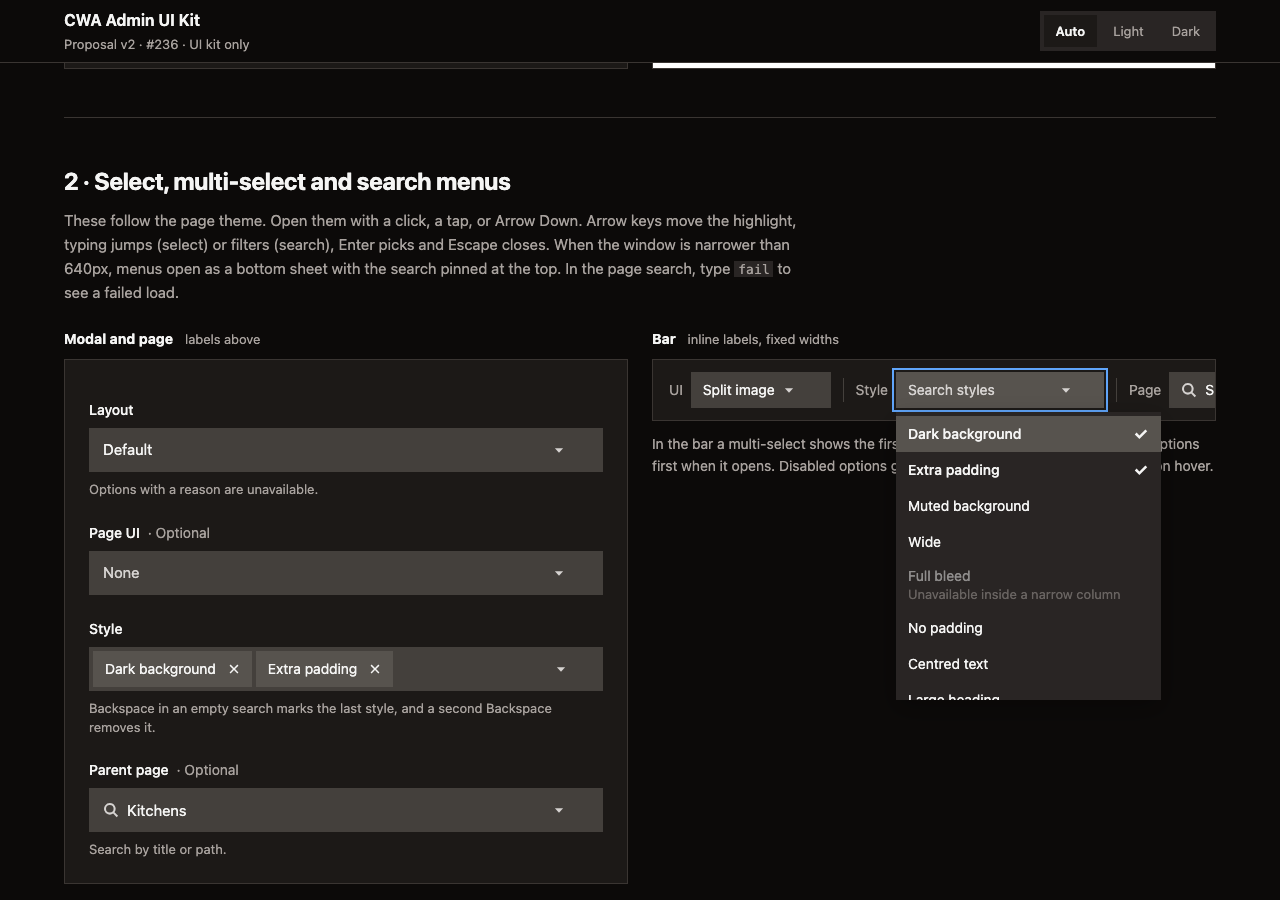 CWA Admin UI Kit
Proposal v2 · #236 · UI kit only
Auto
Light
Dark
2 · Select, multi-select and search menus
These follow the page theme. Open them with a click, a tap, or Arrow Down. Arrow keys move the highlight,
typing jumps (select) or filters (search), Enter picks and Escape closes. When the window is narrower than
640px, menus open as a bottom sheet with the search pinned at the top. In the page search, type fail to
see a failed load.
Modal and page labels above
Layout
Default
Options with a reason are unavailable.
Page UI · Optional
None
Style
Dark background
Extra padding
Backspace in an empty search marks the last style, and a second Backspace
removes it.
Parent page · Optional
Kitchens
Search by title or path.
Bar inline labels, fixed widths
UI Split image
Style Search styles
Page S
In the bar a multi-select shows the
first when it opens. Disabled options
on hover.
Dark background
Extra padding
Muted background
Wide
Full bleed
Unavailable inside a narrow column
No padding
Centred text
Large heading